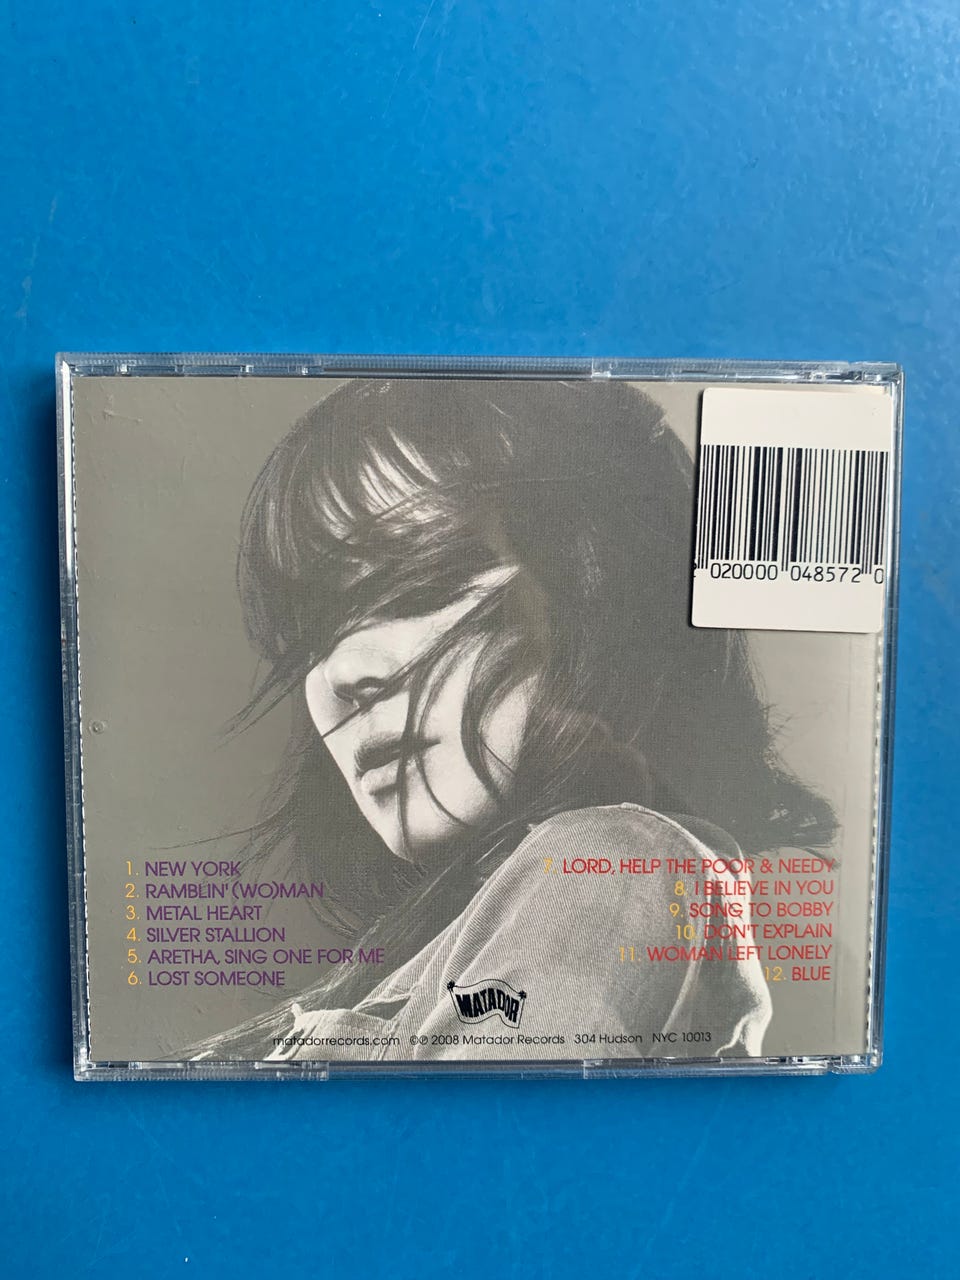 020000 048572 0
1. NEW YORK
2. RAMBLIN' (WO)MAN
3. METAL HEART
4. SILVER STALLION
5. ARETHA, SING ONE FOR ME
6. LOST SOMEONE
7. LORD, HELP THE POOR & NEEDY
8. I BELIEVE IN YOU
9. SONG TO BOBBY
10. DON'T EXPLAIN
11. WOMAN LEFT LONELY
12. BLUE
MATADOR
matadorrecords.com ©℗ 2008 Matador Records 304 Hudson NYC 10013